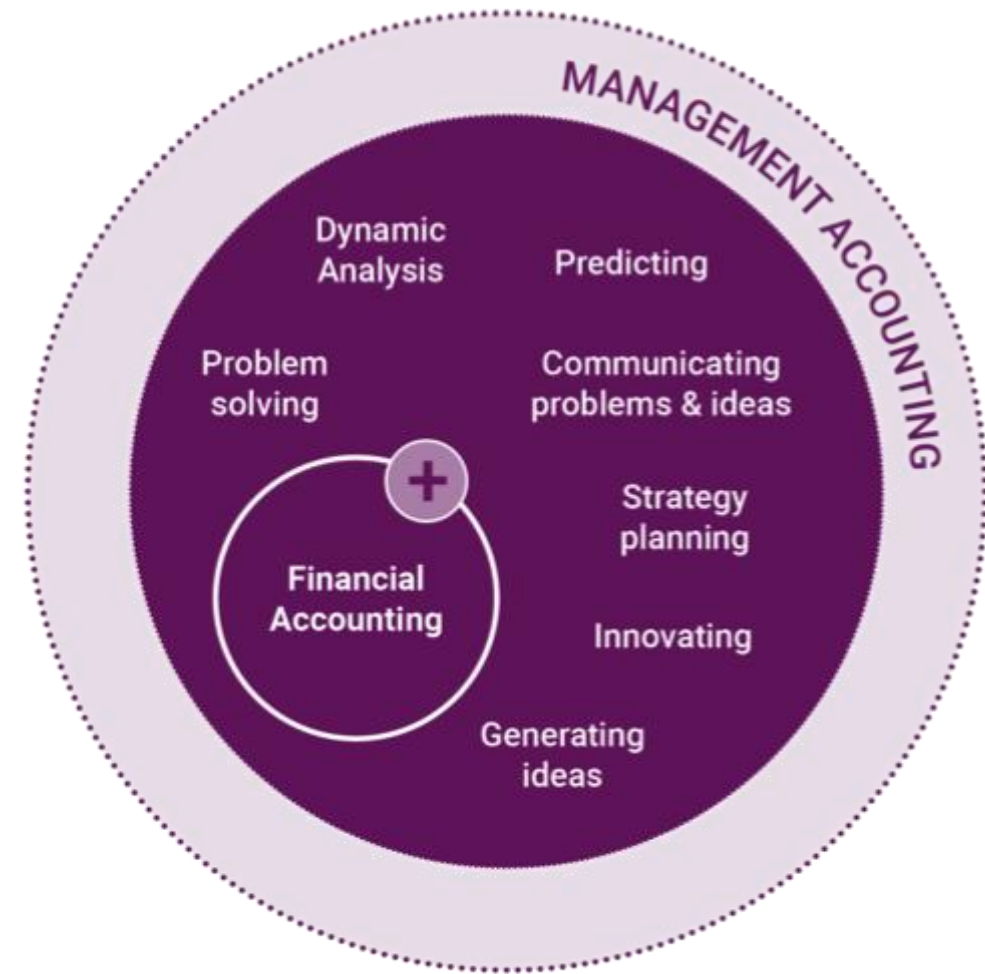 MANAGEMENT ACCOUNTING
Dynamic
Analysis
Predicting
Problem
solving
Communicating
problems & ideas
+
Strategy
planning
Financial
Accounting
Innovating
Generating
ideas